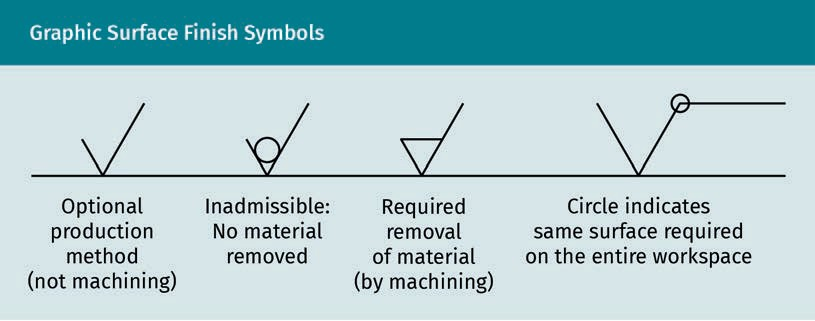 Graphic Surface Finish Symbols
Optional
production
method
(not machining)
Inadmissible:
No material
removed
Required
removal
of material
(by machining)
Circle indicates
same surface required
on the entire workspace